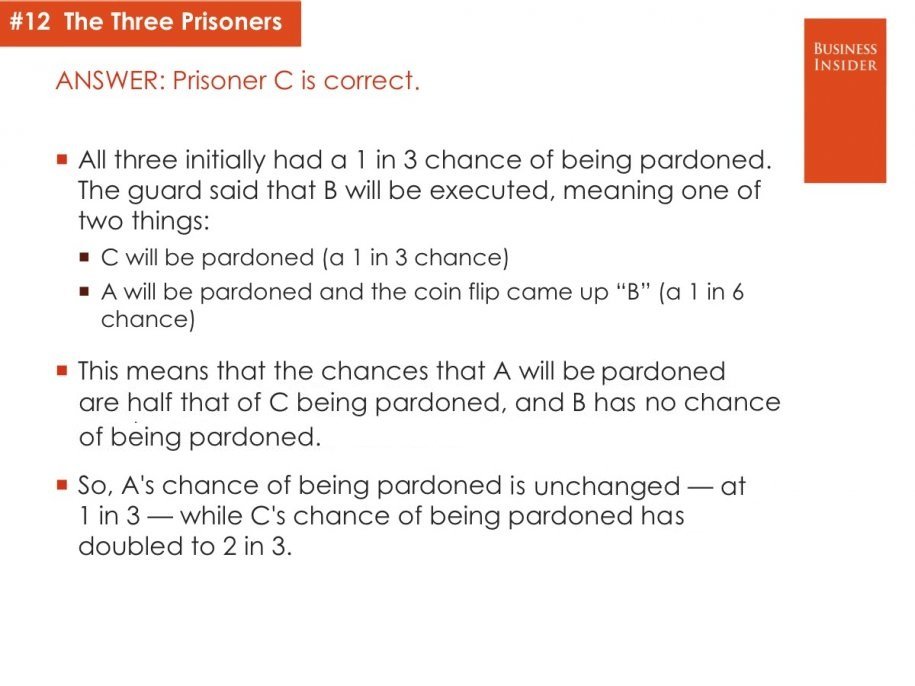 #12 The Three Prisoners
BUSINESS
INSIDER
ANSWER: Prisoner C is correct.
All three initially had a 1 in 3 chance of being pardoned.
The guard said that B will be executed, meaning one of
two things:
C will be pardoned (a 1 in 3 chance)
A will be pardoned and the coin flip came up “B” (a 1 in 6
chance)
This means that the chances that A will be pardoned
are half that of C being pardoned, and B has no chance
of being pardoned.
So, A's chance of being pardoned is unchanged — at
1 in 3 — while C's chance of being pardoned has
doubled to 2 in 3.